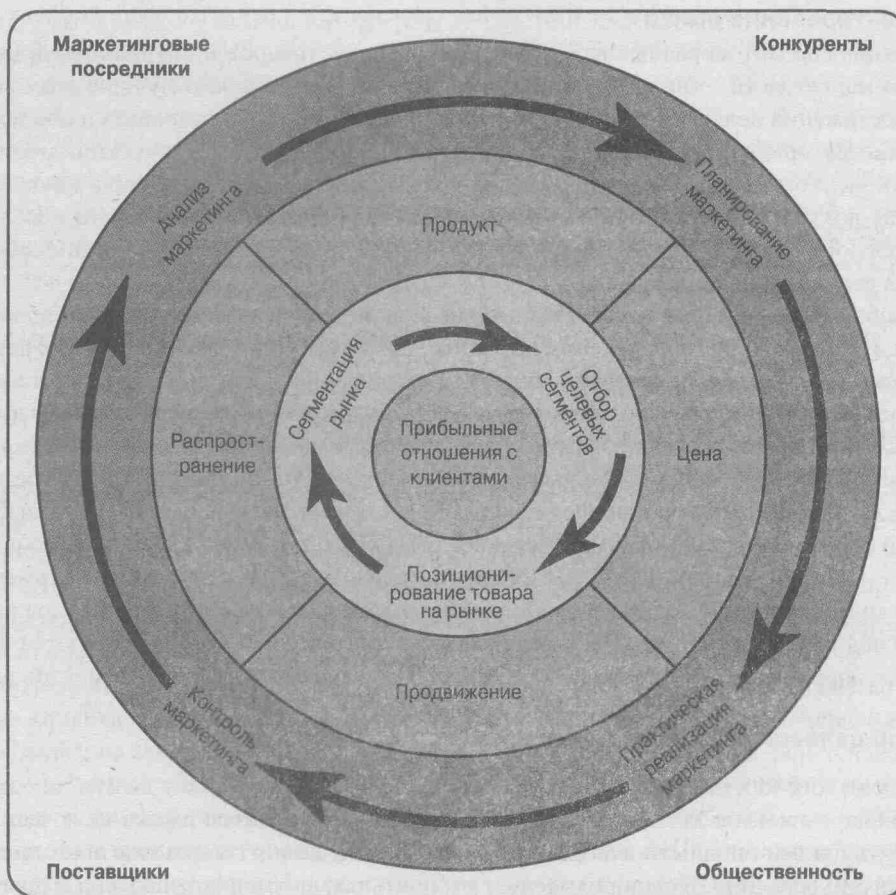 Маркетинговые
посредники
Конкуренты
Анализ
маркетинга
Планирование
маркетинга
Продукт
Сегментация
рынка
Отбор
целевых
сегментов
Распрост-
ранение
Прибыльные
отношения с
клиентами
Цена
Позициони-
рование товара
на рынке
Продвижение
Контроль
маркетинга
Практическая
реализация
маркетинга
Поставщики
Общественность